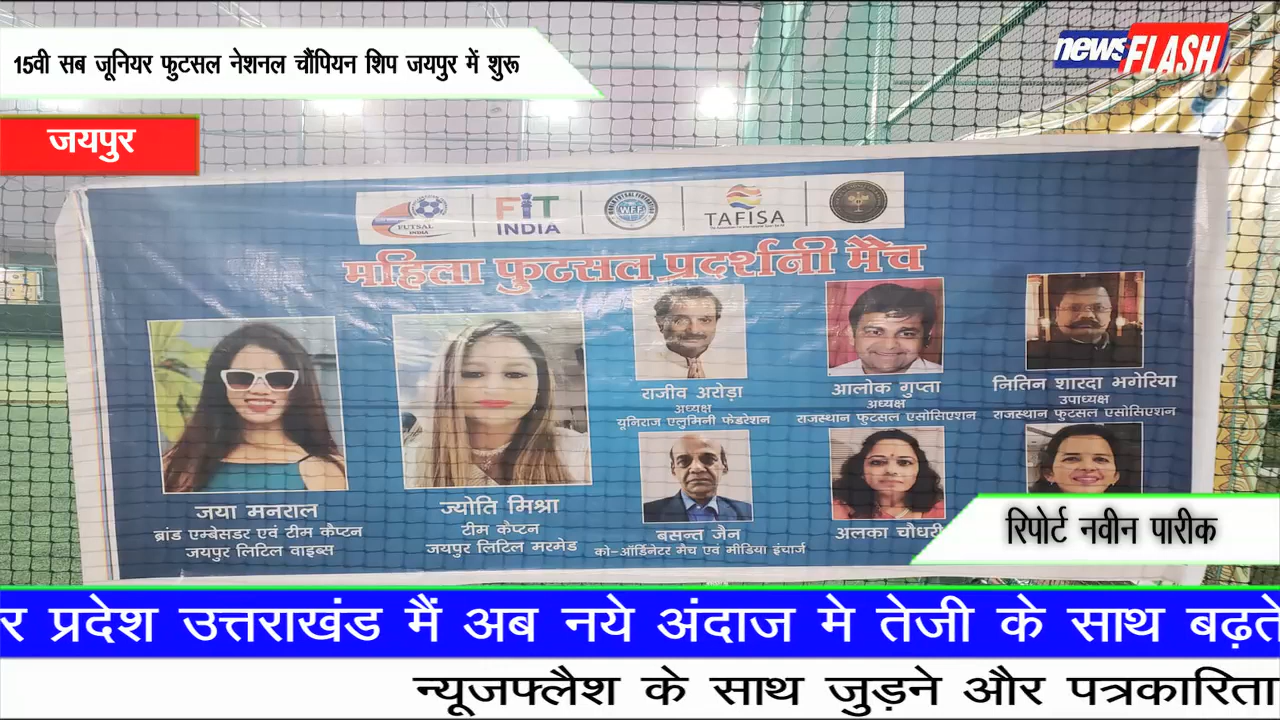 15वी सब जूनियर फुटसल नेशनल चौंपियन शिप जयपुर में शुरू
news FLASH
जयपुर
FUTSAL INDIA
FIT INDIA
WFF
TAFISA
महिला फुटसल प्रदर्शनी मैच
राजीव अरोड़ा
अध्यक्ष
यूनिराज एलुमिनी फेडरेशन
आलोक गुप्ता
अध्यक्ष
राजस्थान फुटसल एसोसिएशन
नितिन शारदा भगेरिया
उपाध्यक्ष
राजस्थान फुटसल एसोसिएशन
जया मनराल
ब्रांड एम्बेसडर एवं टीम कैप्टन
जयपुर लिटिल वाइब्स
ज्योति मिश्रा
टीम कैप्टन
जयपुर लिटिल मरमेड
बसन्त जैन
को-ऑर्डिनेटर मैच एवं मीडिया इंचार्ज
अलका चौधरी
रिपोर्ट नवीन पारीक
र प्रदेश उत्तराखंड मैं अब नये अंदाज मे तेजी के साथ बढ़ते
न्यूजफ्लैश के साथ जुड़ने और पत्रकारिता